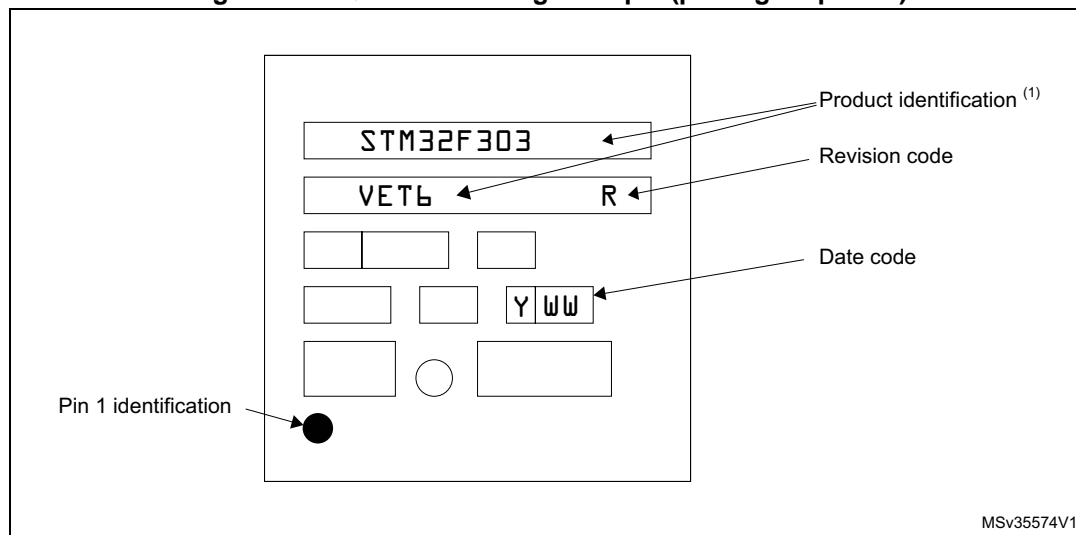 Product identification (1)
STM32F303
Revision code
VET6 R
Date code
Y WW
Pin 1 identification
MSv35574V1